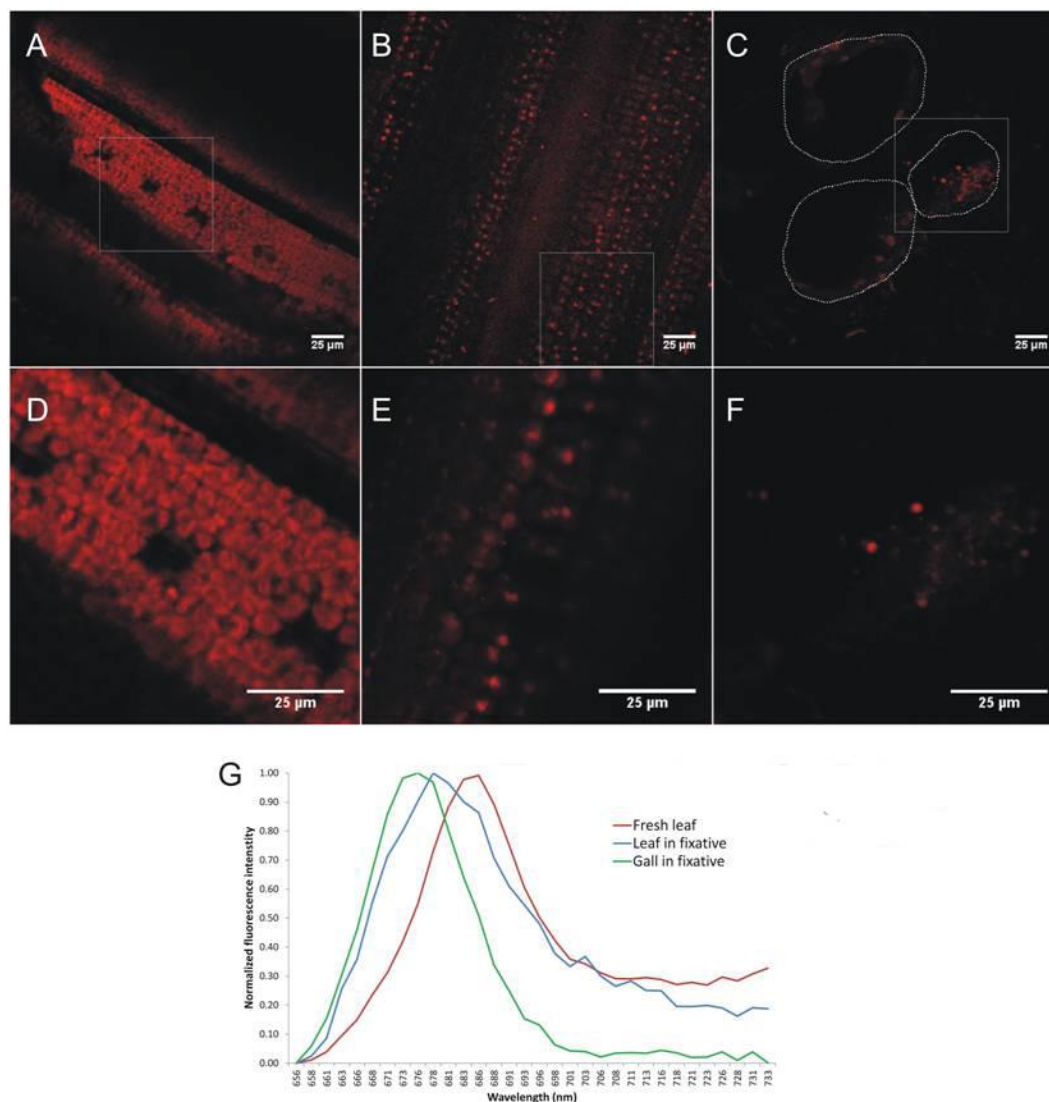 A
B
C
25 µm
25 µm
25 µm
D
E
F
25 µm
25 µm
25 µm
G
1.00
0.90
0.80
0.70
0.60
0.50
0.40
0.30
0.20
0.10
0.00
Normalized fluorescence intenstity
Fresh leaf
Leaf in fixative
Gall in fixative
656 658 661 663 666 668 671 673 676 678 681 683 686 688 691 693 696 698 701 703 706 708 711 713 716 718 721 723 726 728 731 733
Wavelength (nm)